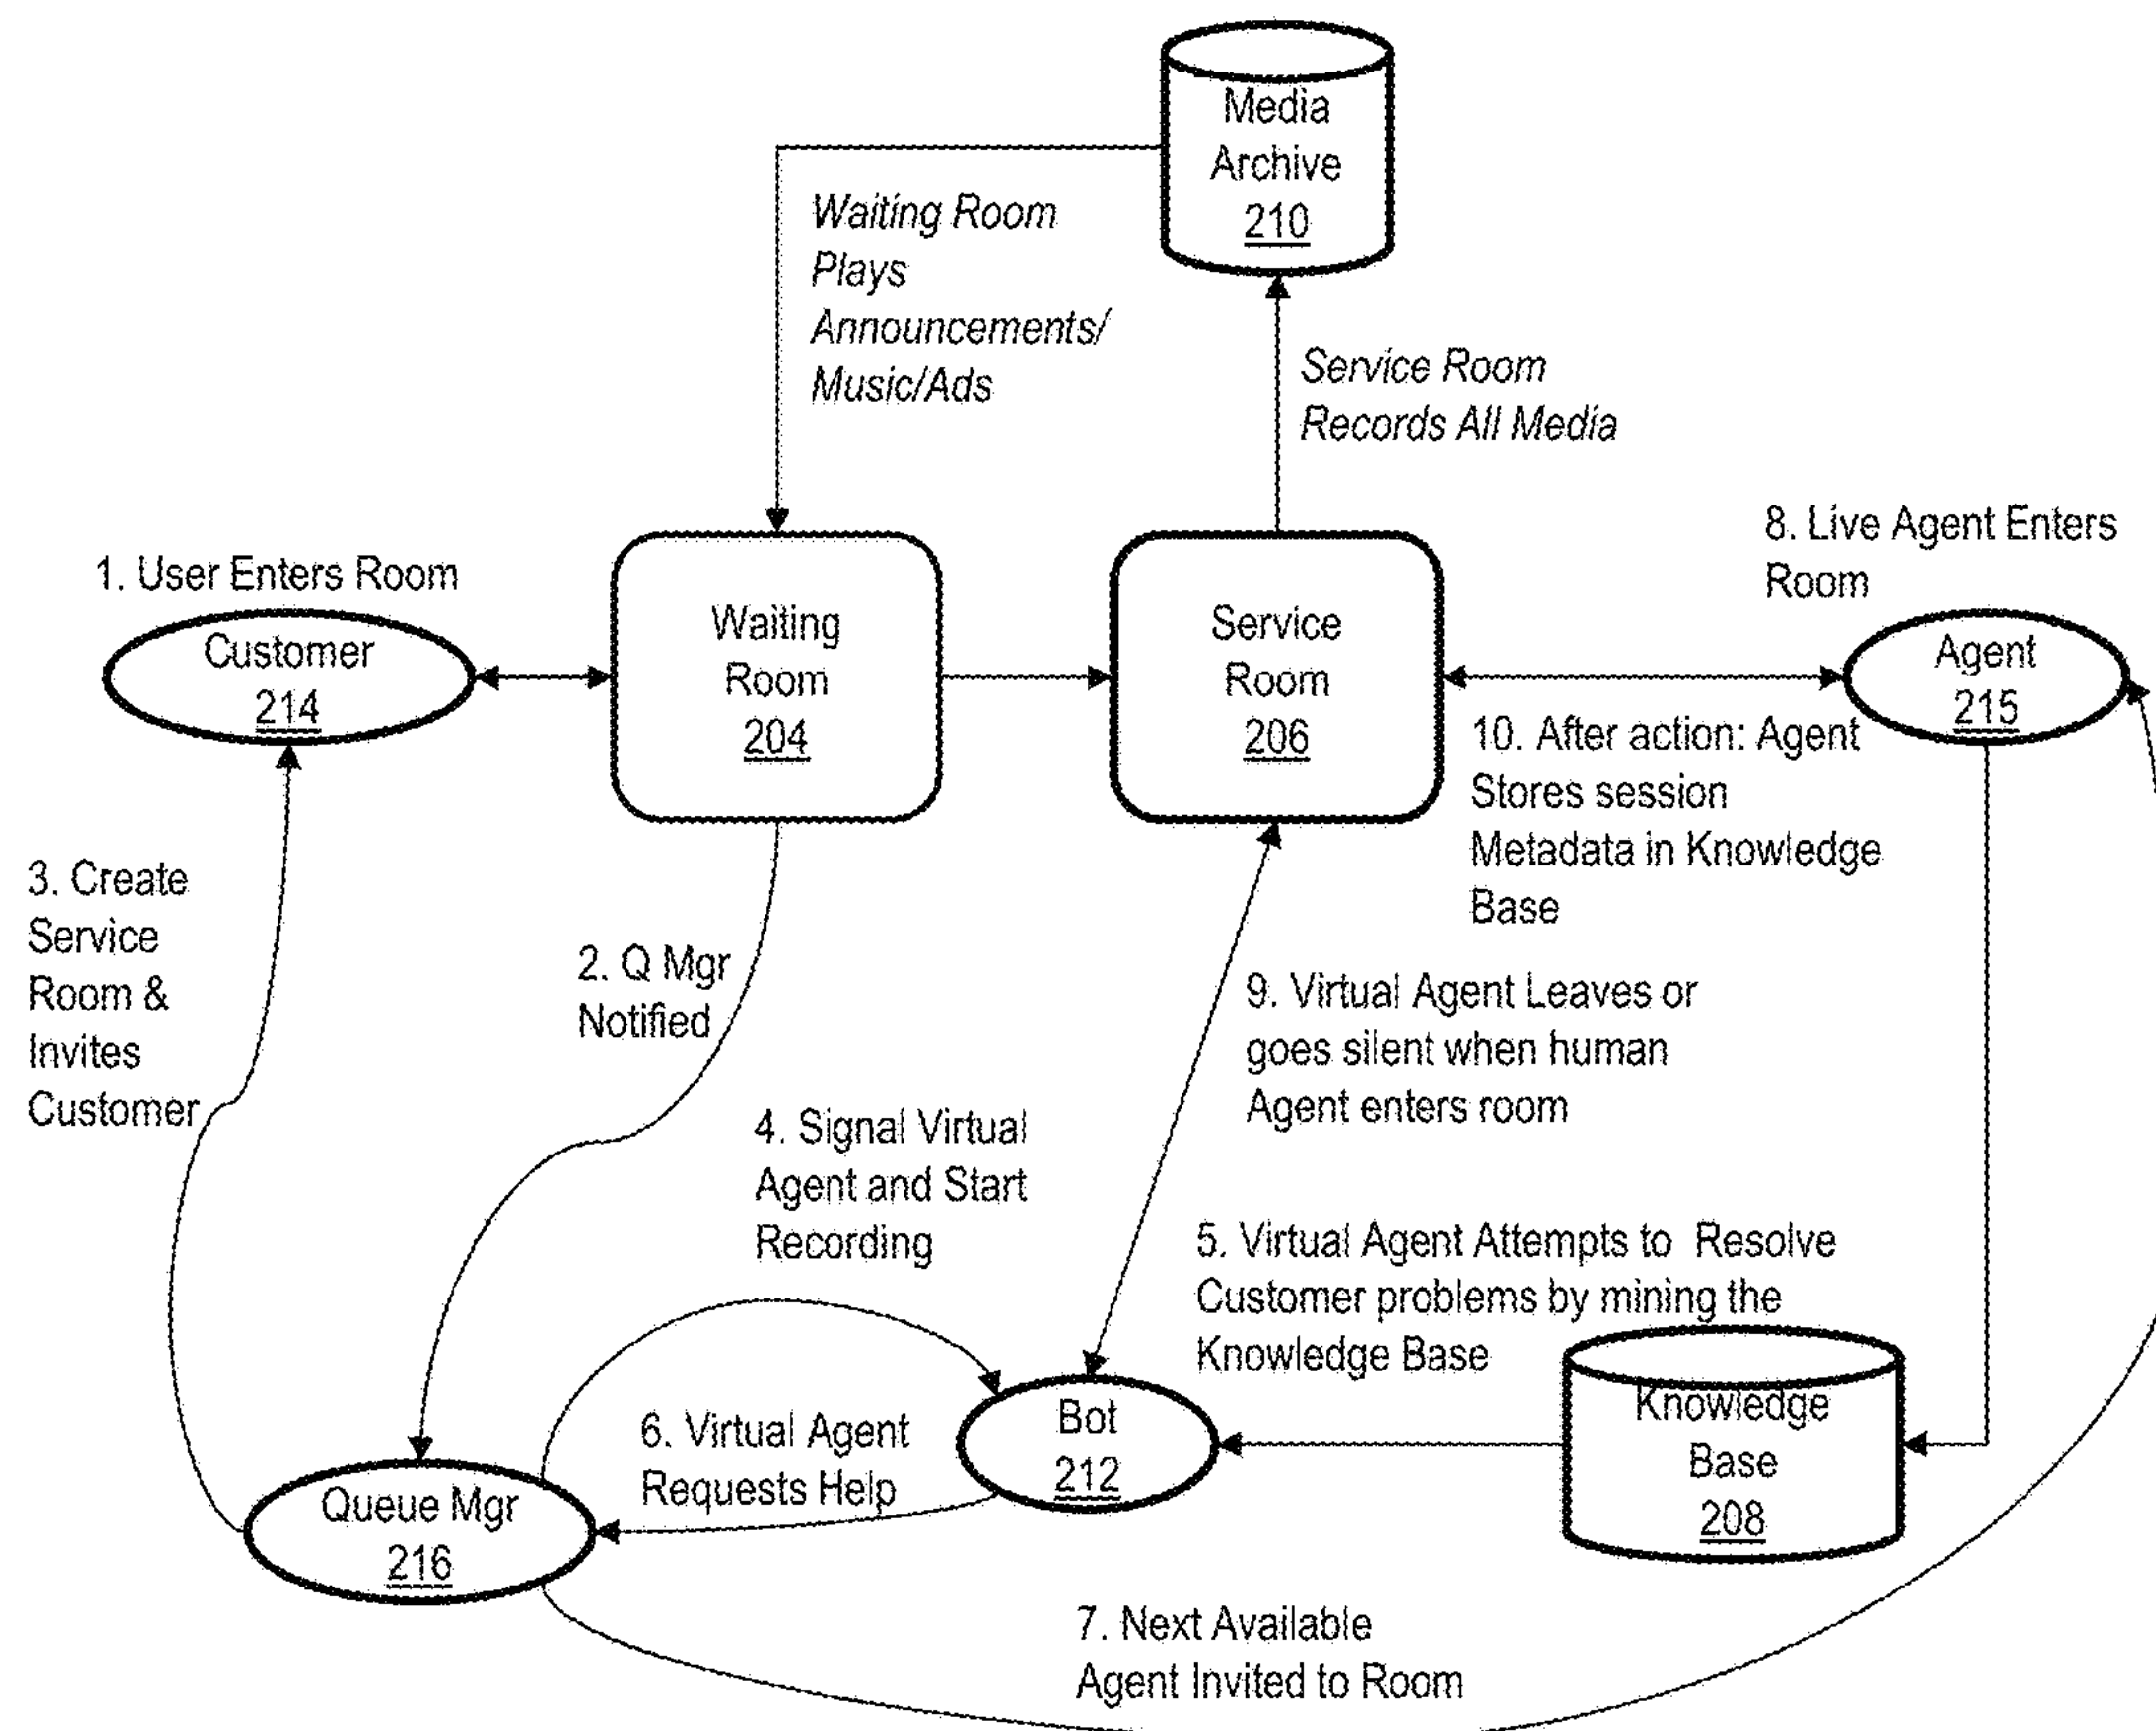 Media
Archive
210
Waiting Room
Plays
Announcements/
Music/Ads
Service Room
Records All Media
1. User Enters Room
Customer
214
Waiting
Room
204
Service
Room
206
8. Live Agent Enters
Room
Agent
215
10. After action: Agent
Stores session
Metadata in Knowledge
Base
3. Create
Service
Room &
Invites
Customer
2. Q Mgr
Notified
9. Virtual Agent Leaves or
goes silent when human
Agent enters room
4. Signal Virtual
Agent and Start
Recording
5. Virtual Agent Attempts to Resolve
Customer problems by mining the
Knowledge Base
6. Virtual Agent
Requests Help
Bot
212
Knowledge
Base
208
Queue Mgr
216
7. Next Available
Agent Invited to Room